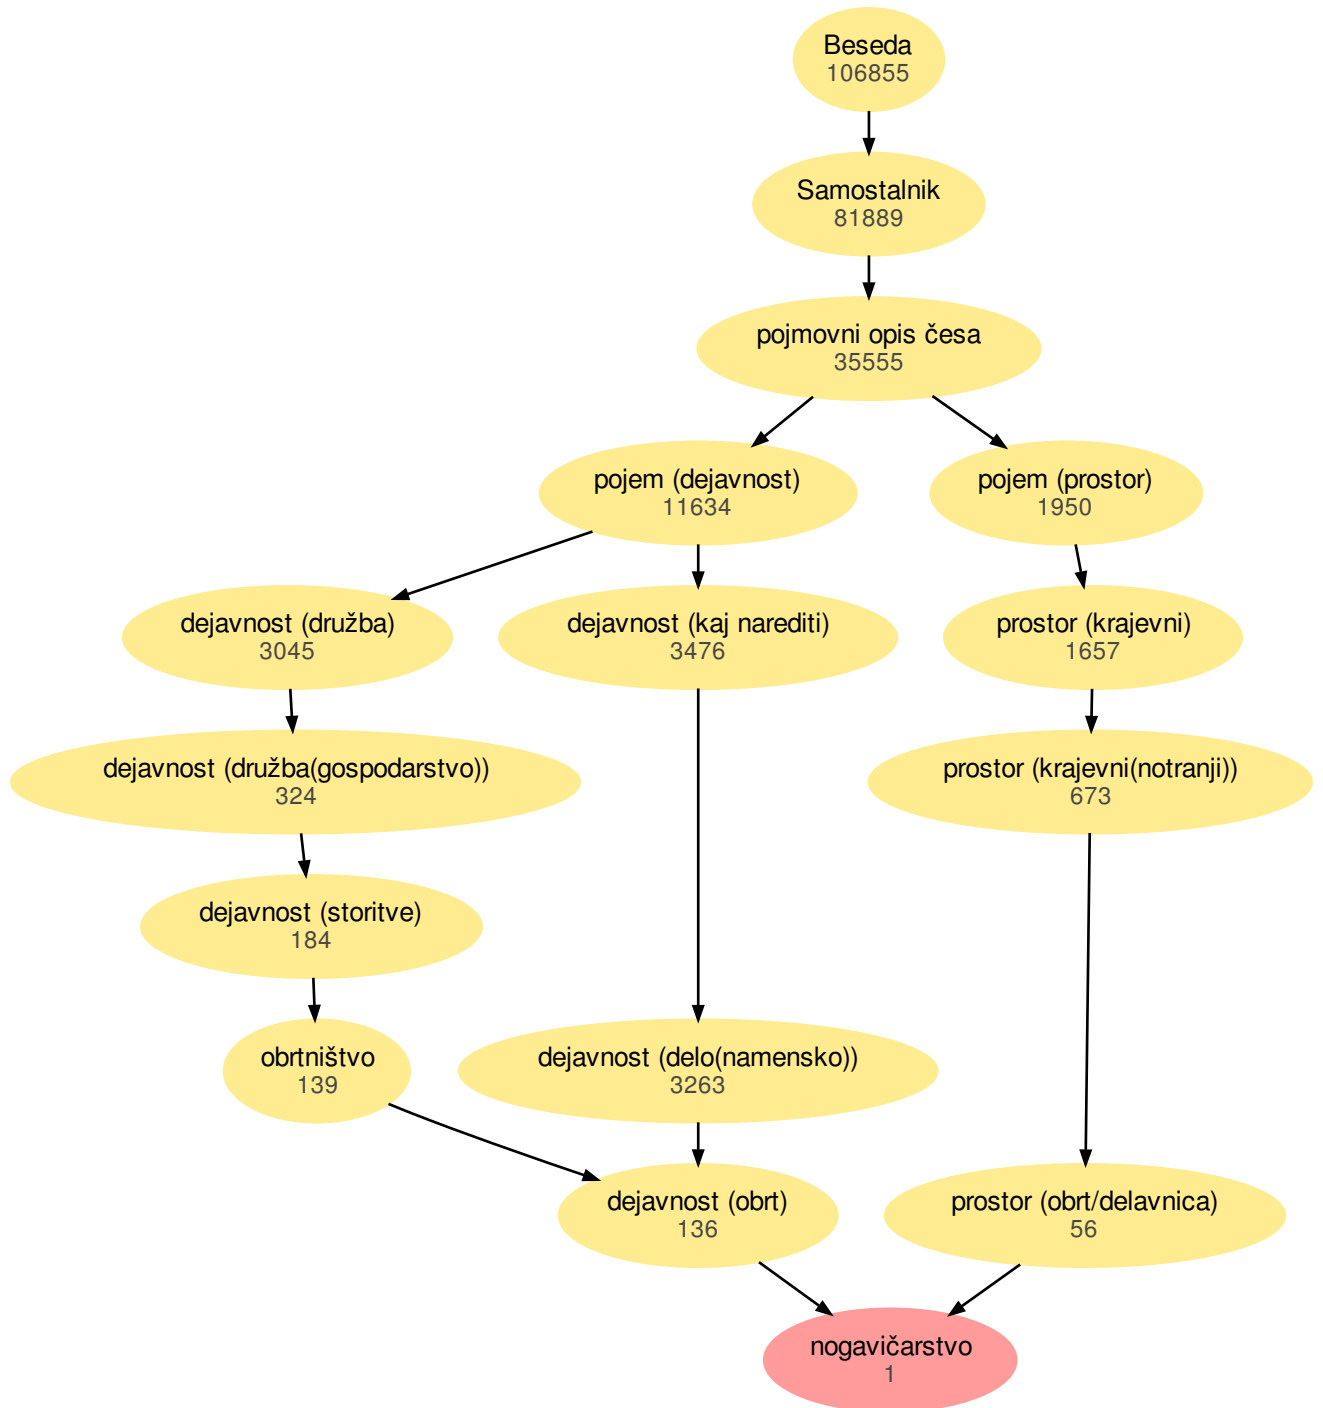 Beseda
106855
Samostalnik
81889
pojmovni opis česa
35555
pojem (dejavnost)
11634
pojem (prostor)
1950
dejavnost (družba)
3045
dejavnost (kaj narediti)
3476
prostor (krajevni)
1657
dejavnost (družba(gospodarstvo))
324
prostor (krajevni(notranji))
673
dejavnost (storitve)
184
obrtništvo
139
dejavnost (delo(namensko))
3263
dejavnost (obrt)
136
prostor (obrt/delavnica)
56
nogavičarstvo
1